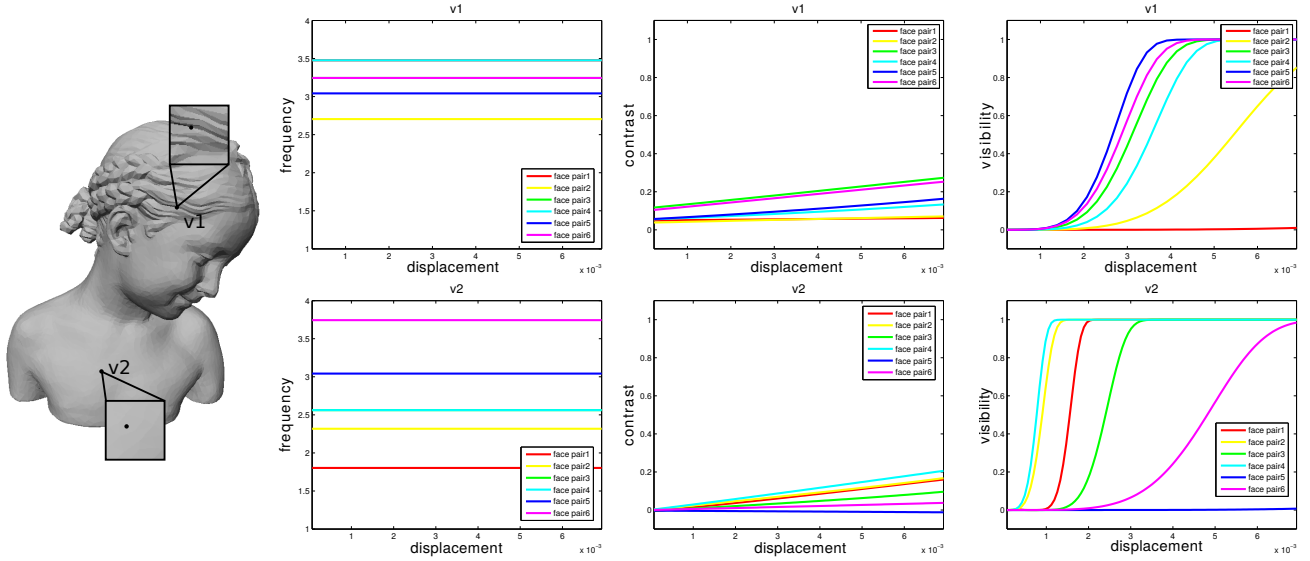 v1
v2
v1
frequency
4
3.5
3
2.5
2
1.5
1
face pair1
face pair2
face pair3
face pair4
face pair5
face pair6
1 2 3 4 5 6
displacement
x 10⁻³
v1
contrast
1
0.8
0.6
0.4
0.2
0
face pair1
face pair2
face pair3
face pair4
face pair5
face pair6
1 2 3 4 5 6
displacement
x 10⁻³
v1
visibility
1
0.8
0.6
0.4
0.2
0
face pair1
face pair2
face pair3
face pair4
face pair5
face pair6
1 2 3 4 5 6
displacement
x 10⁻³
v2
frequency
4
3.5
3
2.5
2
1.5
1
face pair1
face pair2
face pair3
face pair4
face pair5
face pair6
1 2 3 4 5 6
displacement
x 10⁻³
v2
contrast
1
0.8
0.6
0.4
0.2
0
face pair1
face pair2
face pair3
face pair4
face pair5
face pair6
1 2 3 4 5 6
displacement
x 10⁻³
v2
visibility
1
0.8
0.6
0.4
0.2
0
face pair1
face pair2
face pair3
face pair4
face pair5
face pair6
1 2 3 4 5 6
displacement
x 10⁻³